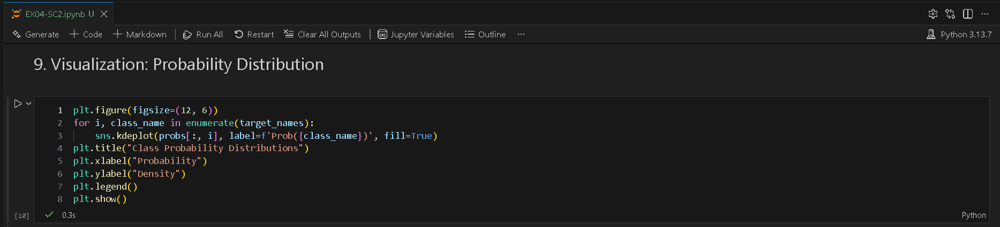 EX04-SC2.ipynb U
Generate + Code + Markdown Run All Restart Clear All Outputs Jupyter Variables Outline ... Python 3.13.7
9. Visualization: Probability Distribution
1 plt.figure(figsize=(12, 6))
2 for i, class_name in enumerate(target_names):
3     sns.kdeplot(probs[:, i], label=f'Prob({class_name})', fill=True)
4 plt.title("Class Probability Distributions")
5 plt.xlabel("Probability")
6 plt.ylabel("Density")
7 plt.legend()
8 plt.show()
[10] 0.3s Python